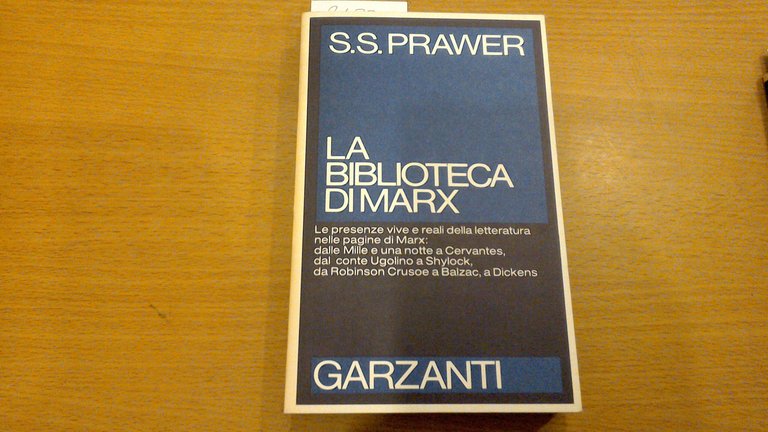 S.S. PRAWER
LA
BIBLIOTECA
DI MARX
Le presenze vive e reali della letteratura
nelle pagine di Marx:
dalle Mille e una notte a Cervantes,
dal conte Ugolino a Shylock,
da Robinson Crusoe a Balzac, a Dickens
GARZANTI